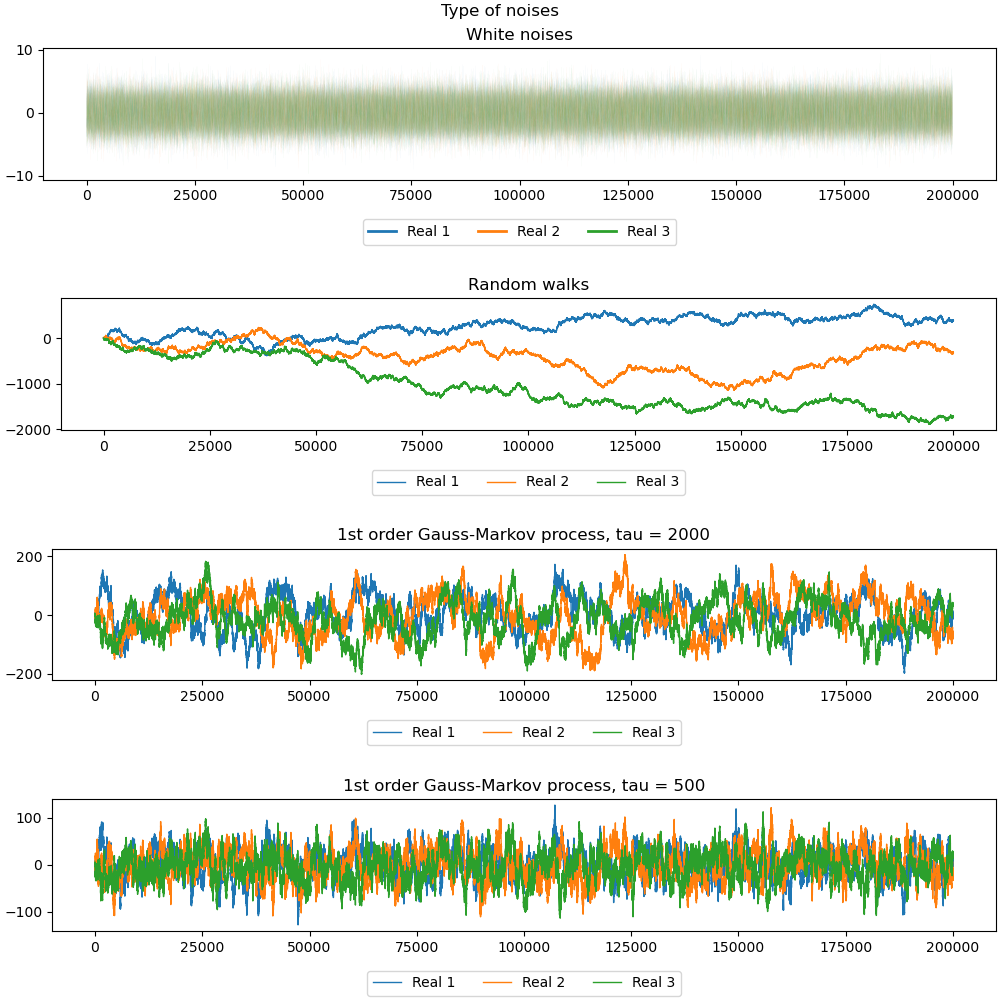 Type of noises
White noises
10
0
−10
0 25000 50000 75000 100000 125000 150000 175000 200000
Real 1 Real 2 Real 3
Random walks
0
−1000
−2000
0 25000 50000 75000 100000 125000 150000 175000 200000
Real 1 Real 2 Real 3
1st order Gauss-Markov process, tau = 2000
200
0
−200
0 25000 50000 75000 100000 125000 150000 175000 200000
Real 1 Real 2 Real 3
1st order Gauss-Markov process, tau = 500
100
0
−100
0 25000 50000 75000 100000 125000 150000 175000 200000
Real 1 Real 2 Real 3